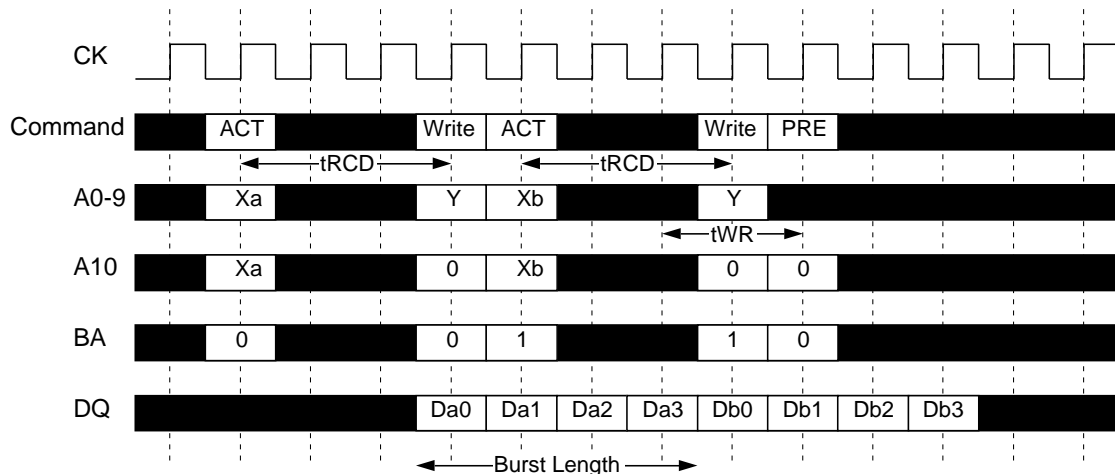 CK
Command ACT Write ACT Write PRE
tRCD tRCD
A0-9 Xa Y Xb Y
tWR
A10 Xa 0 Xb 0 0
BA 0 0 1 1 0
DQ Da0 Da1 Da2 Da3 Db0 Db1 Db2 Db3
Burst Length